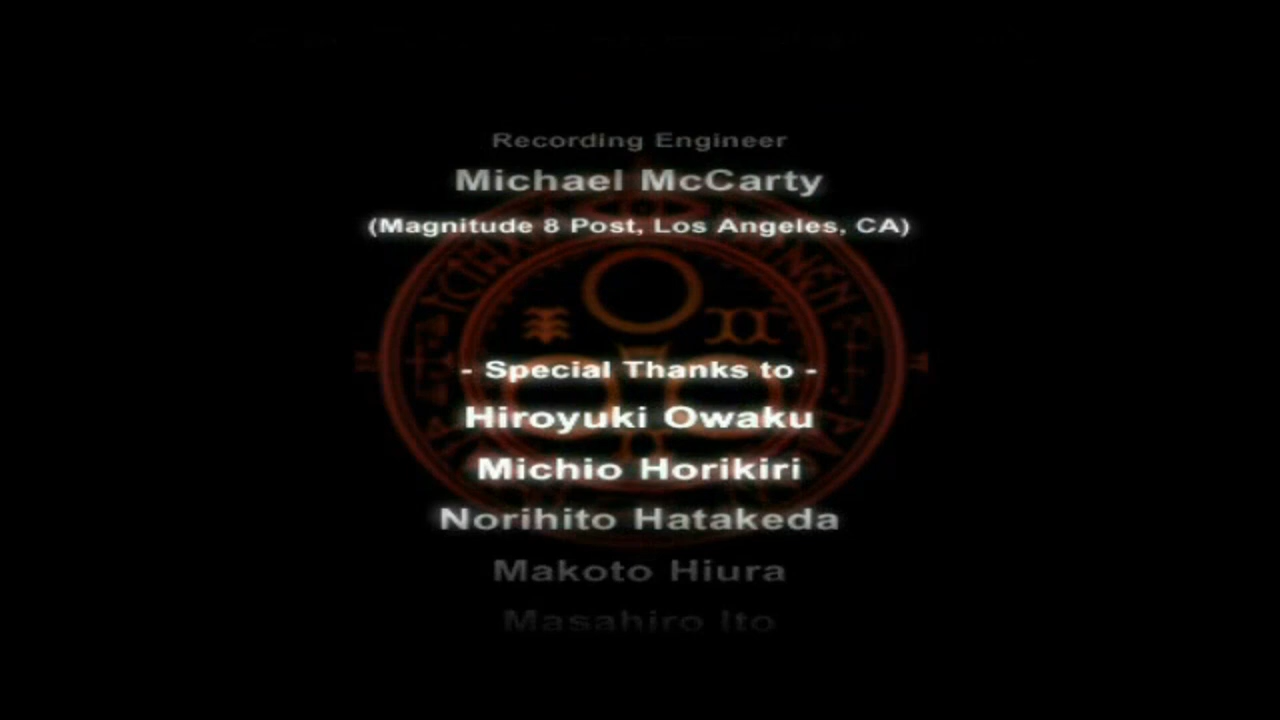 Recording Engineer
Michael McCarty
(Magnitude 8 Post, Los Angeles, CA)
- Special Thanks to -
Hiroyuki Owaku
Michio Horikiri
Norihito Hatakeda
Makoto Hiura
Masahiro Ito